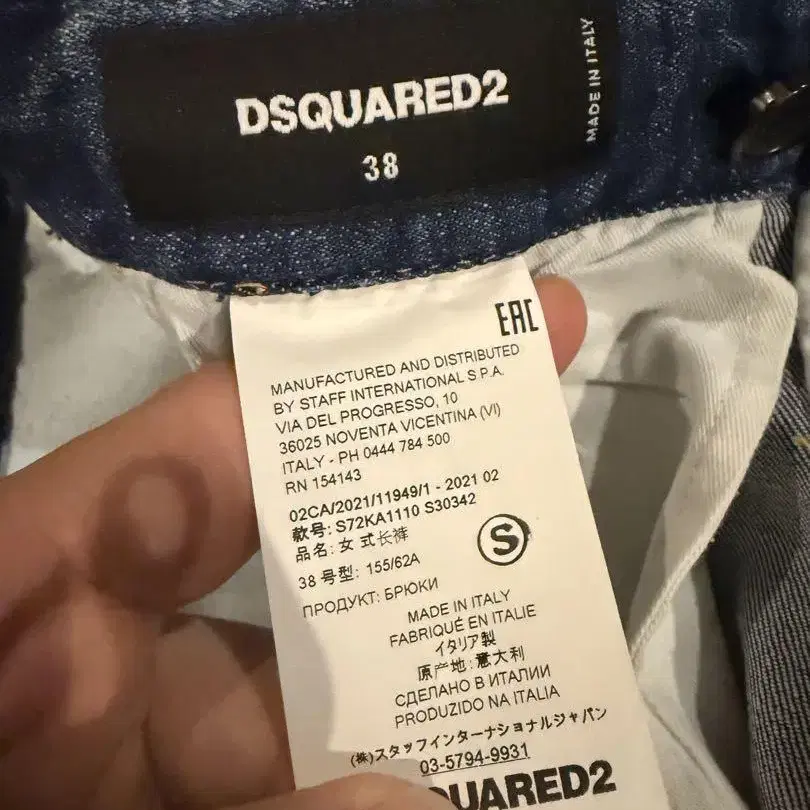 DSQUARED2
38
MADE IN ITALY
EAC
MANUFACTURED AND DISTRIBUTED
BY STAFF INTERNATIONAL S.P.A.
VIA DEL PROGRESSO, 10
36025 NOVENTA VICENTINA (VI)
ITALY - PH 0444 784 500
RN 154143
02CA/2021/11949/1 - 2021 02
款号: S72KA1110 S30342
品名: 女式长裤
S
38 号型: 155/62A
ПРОДУКТ: БРЮКИ
MADE IN ITALY
FABRIQUÉ EN ITALIE
イタリア製
原产地: 意大利
СДЕЛАНО В ИТАЛИИ
PRODUZIDO NA ITALIA
(株)スタッフインターナショナルジャパン
03-5794-9931
QUARED2